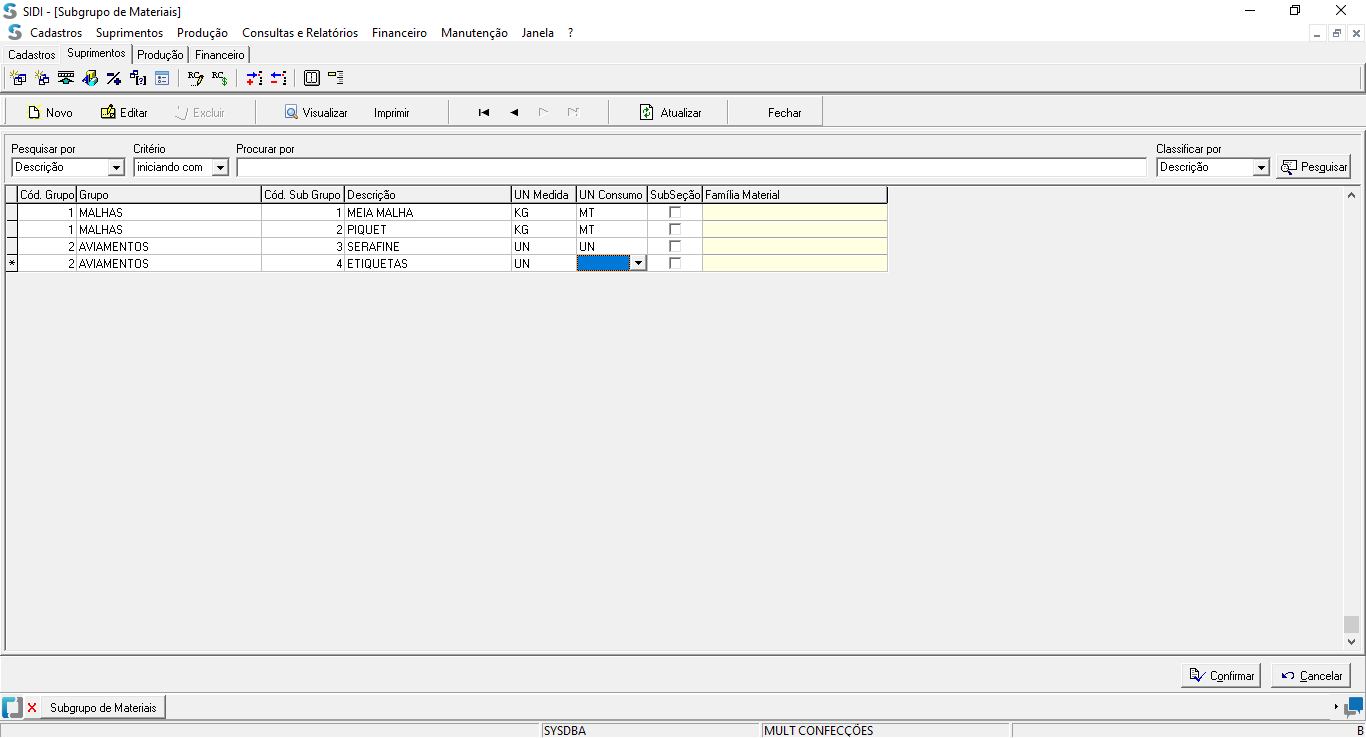 SIDI - [Subgrupo de Materiais]
Cadastros Suprimentos Produção Consultas e Relatórios Financeiro Manutenção Janela ?
Cadastros Suprimentos Produção Financeiro
Novo Editar Excluir Visualizar Imprimir Atualizar Fechar
Pesquisar por Critério Procurar por Classificar por
Descrição iniciando com Descrição Pesquisar
Cód. Grupo Grupo Cód. Sub Grupo Descrição UN Medida UN Consumo SubSeção Família Material
1 MALHAS 1 MEIA MALHA KG MT
1 MALHAS 2 PIQUET KG MT
2 AVIAMENTOS 3 SERAFINE UN UN
* 2 AVIAMENTOS 4 ETIQUETAS UN
Confirmar Cancelar
Subgrupo de Materiais
SYSDBA MULT CONFECÇÕES B